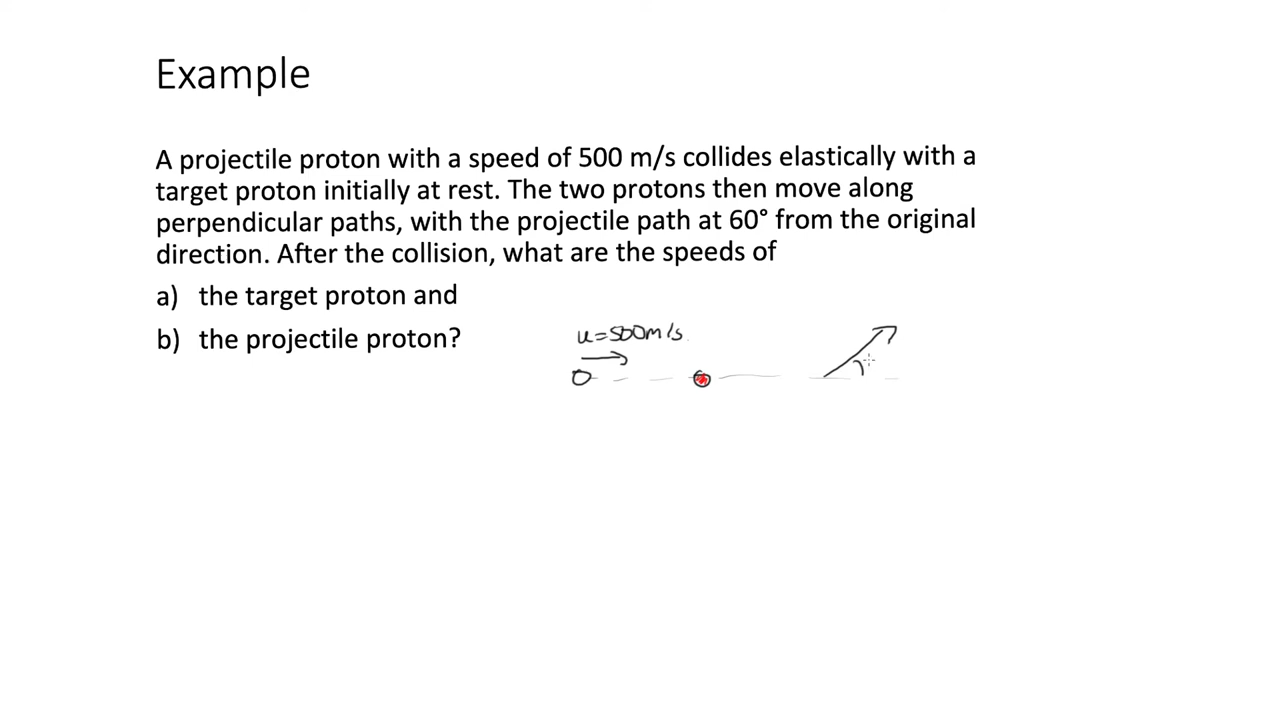 Example
A projectile proton with a speed of 500 m/s collides elastically with a
target proton initially at rest. The two protons then move along
perpendicular paths, with the projectile path at 60° from the original
direction. After the collision, what are the speeds of
a) the target proton and
b) the projectile proton?
u=500m/s